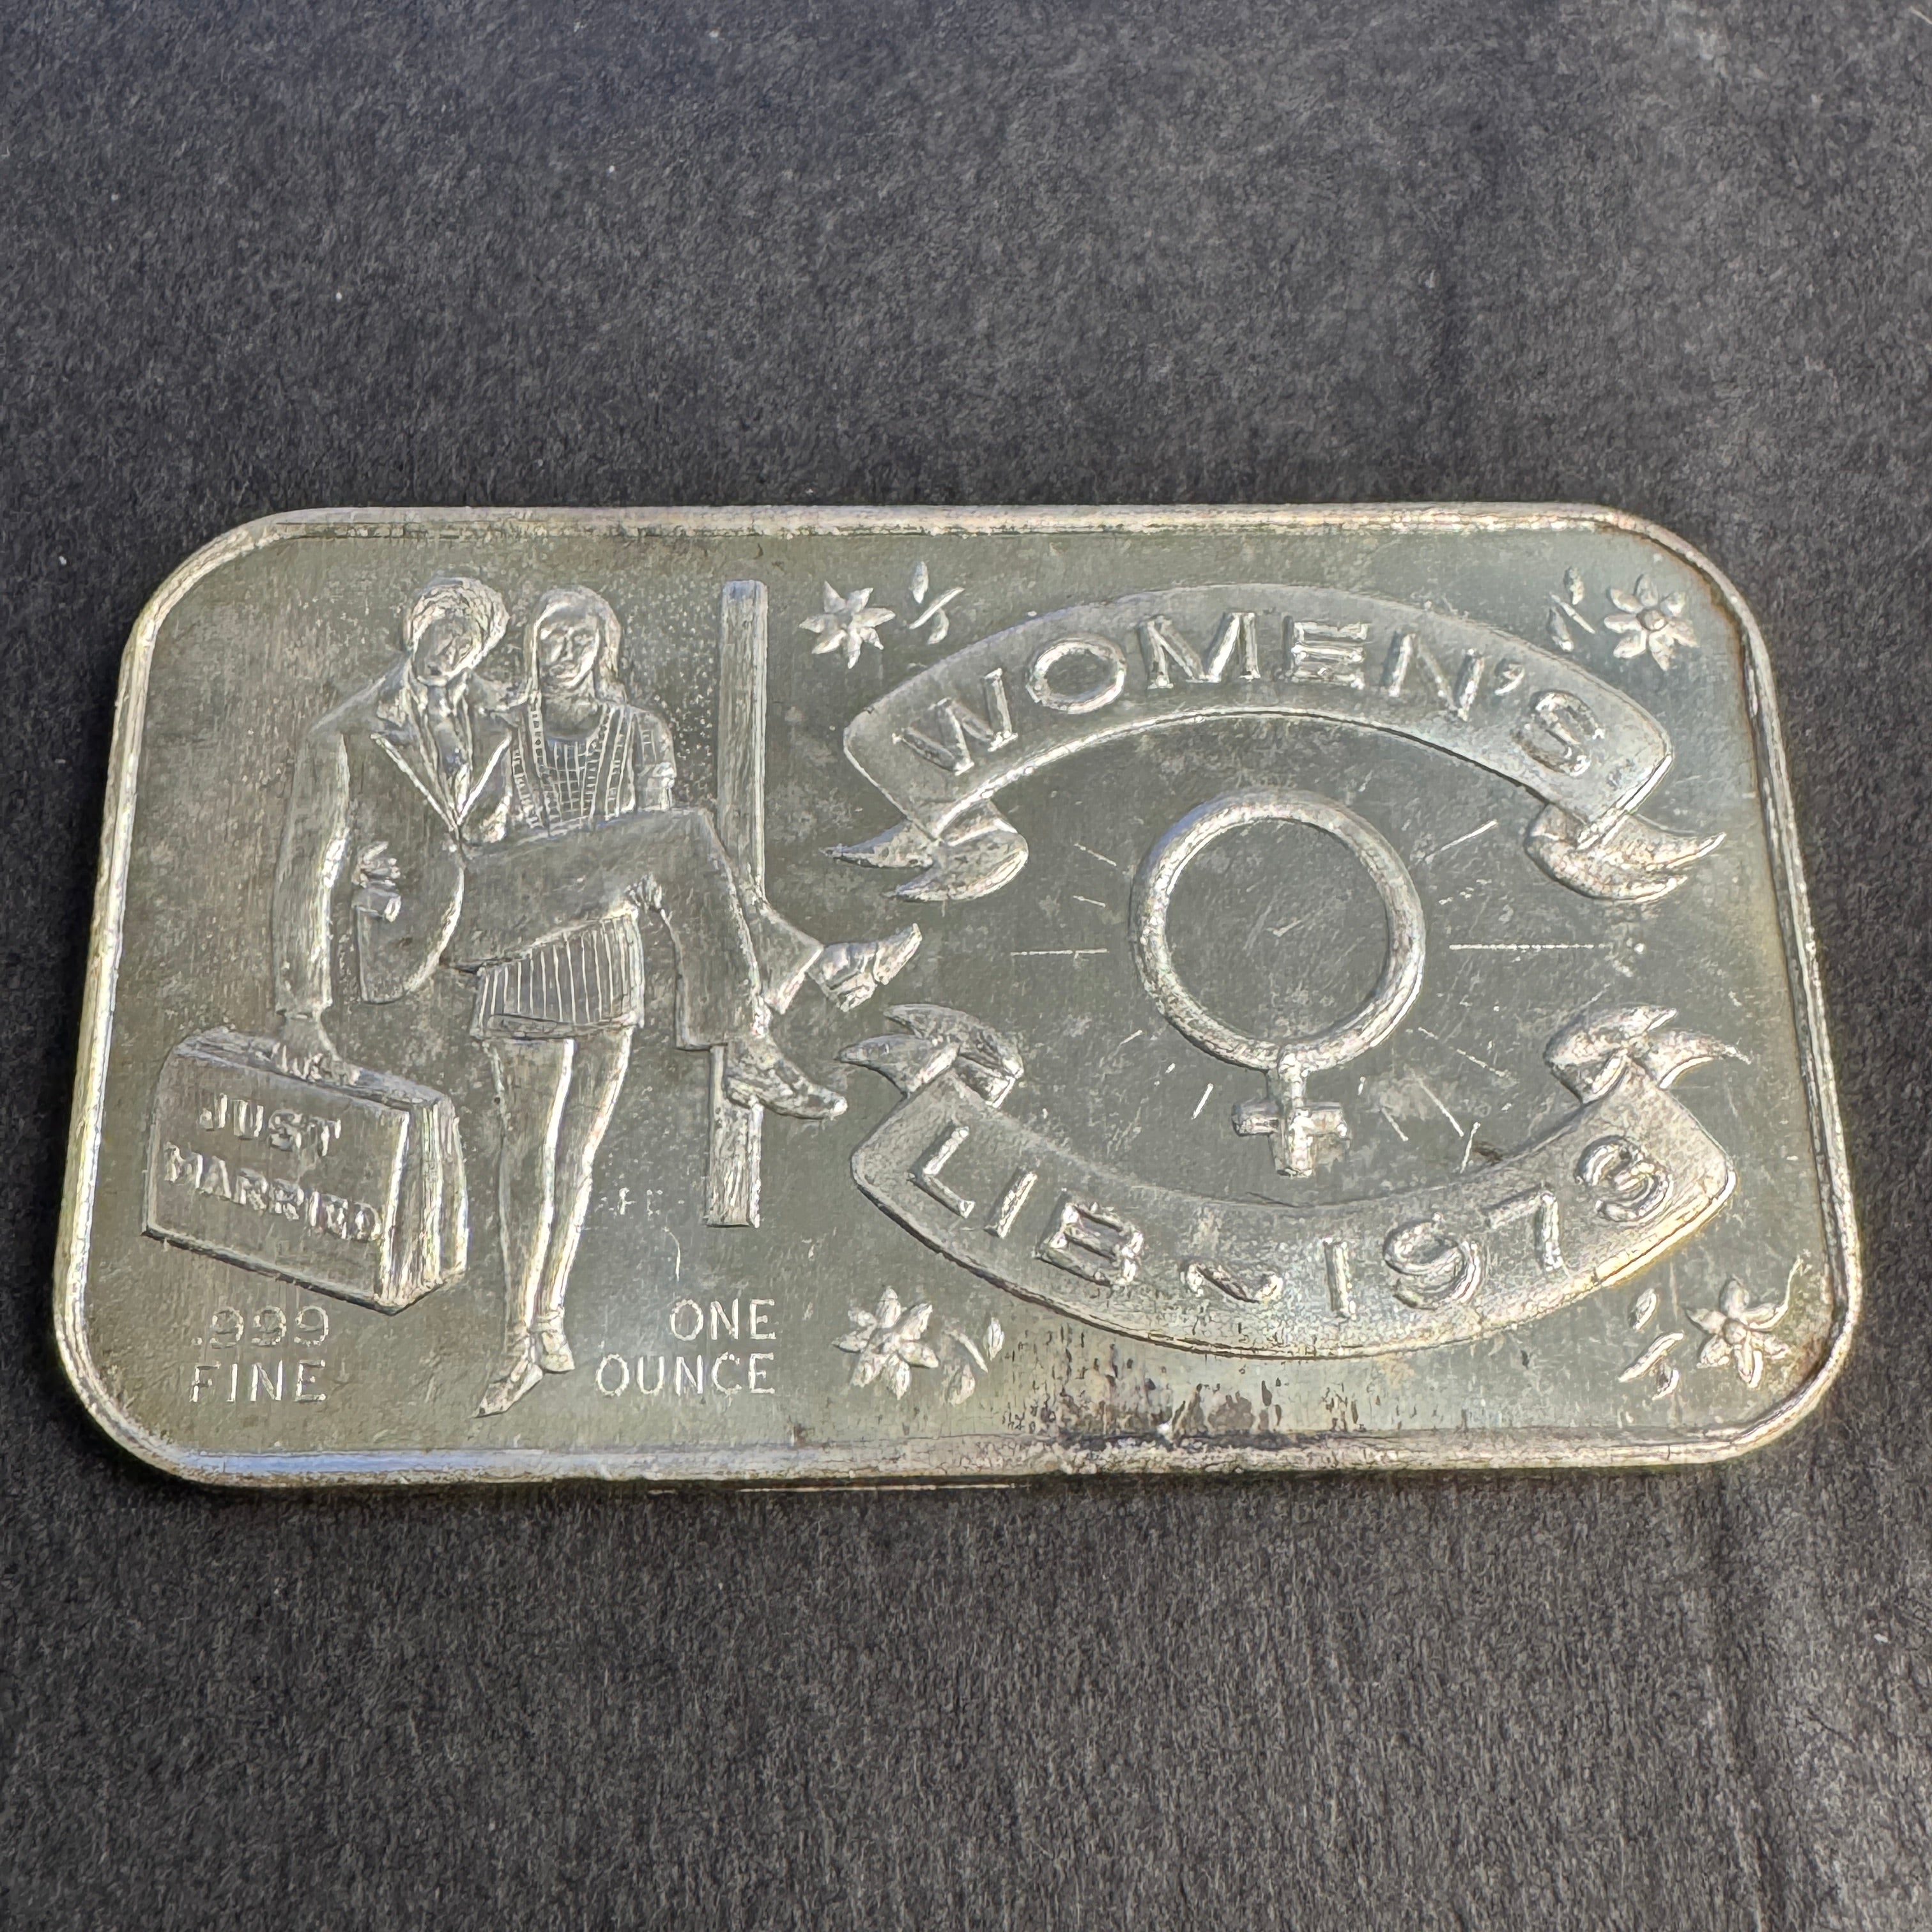 JUST
MARRIED
.999
FINE
ONE
OUNCE
WOMEN'S
LIB ~ 1973